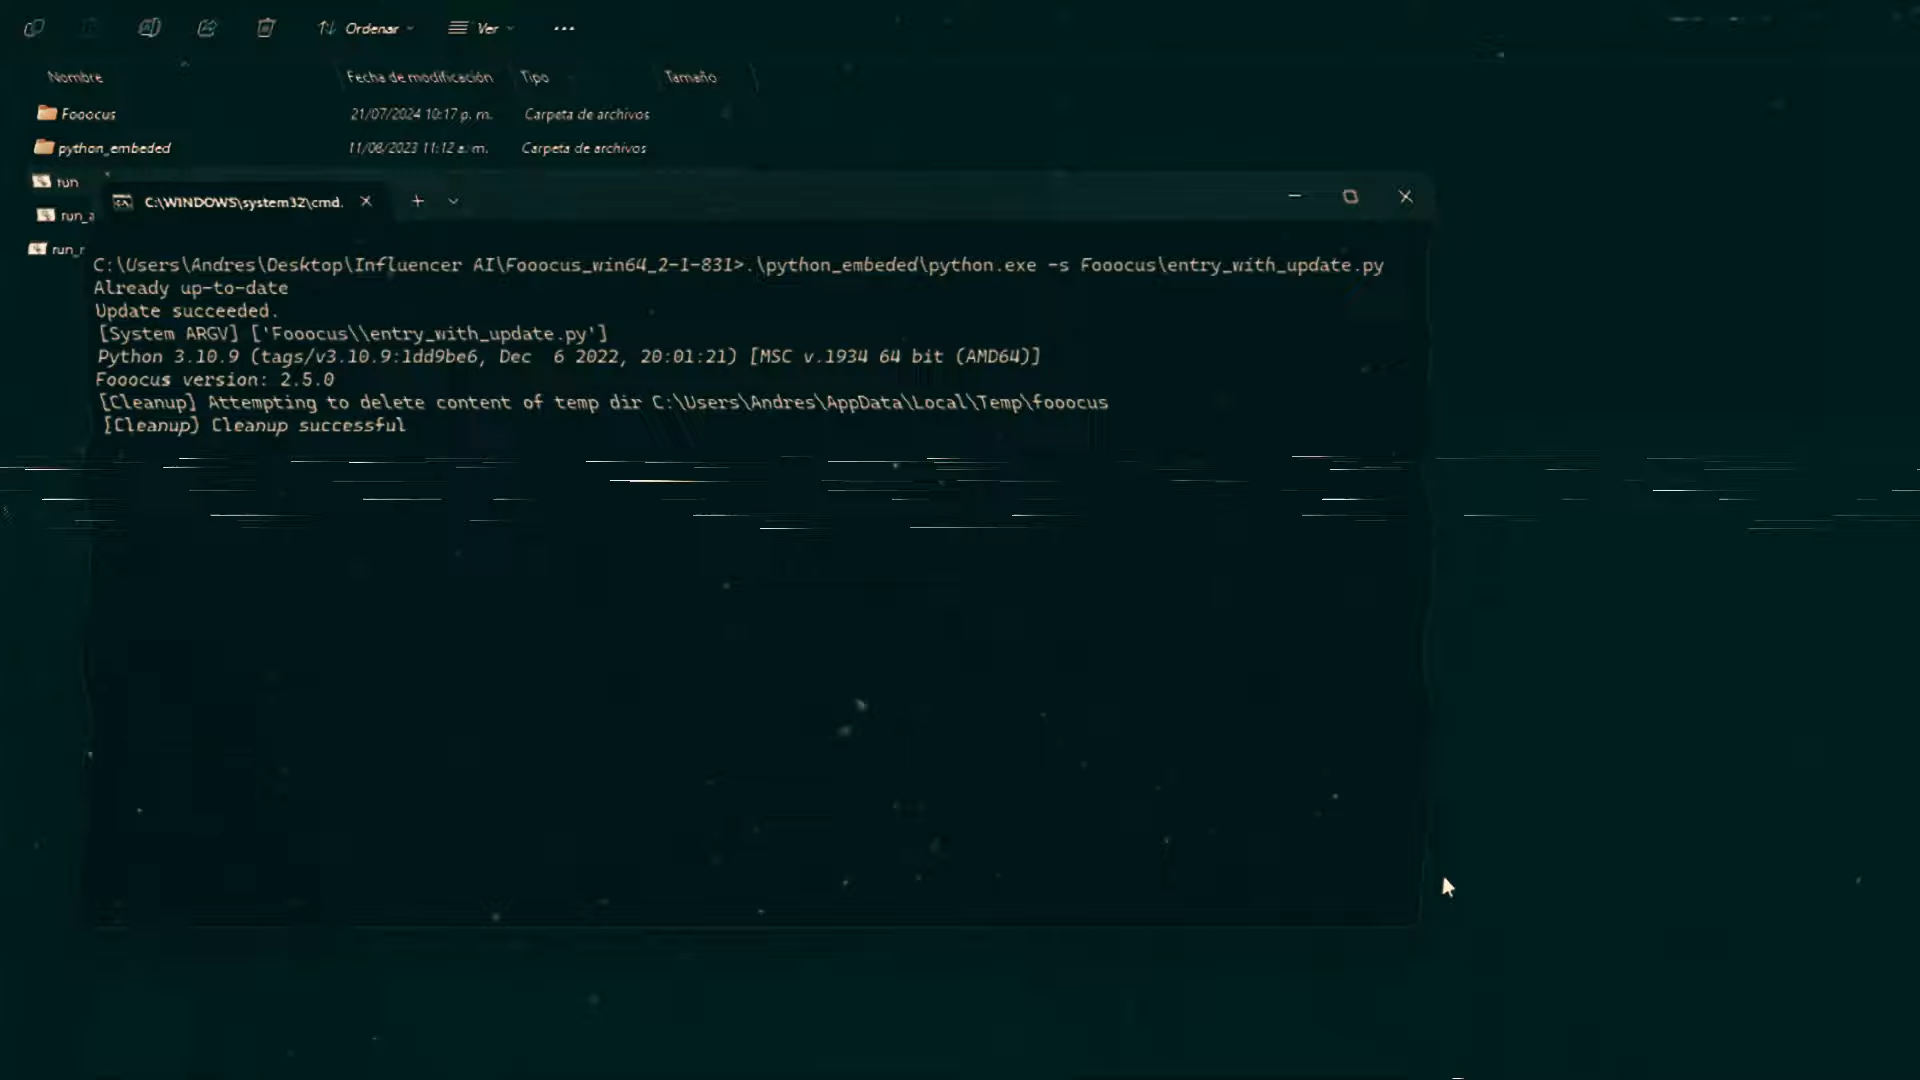 Ordenar Ver ...
Nombre Fecha de modificación Tipo Tamaño
Fooocus 21/07/2024 10:17 p. m. Carpeta de archivos
python_embeded 11/08/2023 11:12 a. m. Carpeta de archivos
run
run_a
run_r
C:\WINDOWS\system32\cmd.
C:\Users\Andres\Desktop\Influencer AI\Fooocus_win64_2-1-831>.\python_embeded\python.exe -s Fooocus\entry_with_update.py
Already up-to-date
Update succeeded.
[System ARGV] ['Fooocus\\entry_with_update.py']
Python 3.10.9 (tags/v3.10.9:1dd9be6, Dec  6 2022, 20:01:21) [MSC v.1934 64 bit (AMD64)]
Fooocus version: 2.5.0
[Cleanup] Attempting to delete content of temp dir C:\Users\Andres\AppData\Local\Temp\fooocus
[Cleanup] Cleanup successful